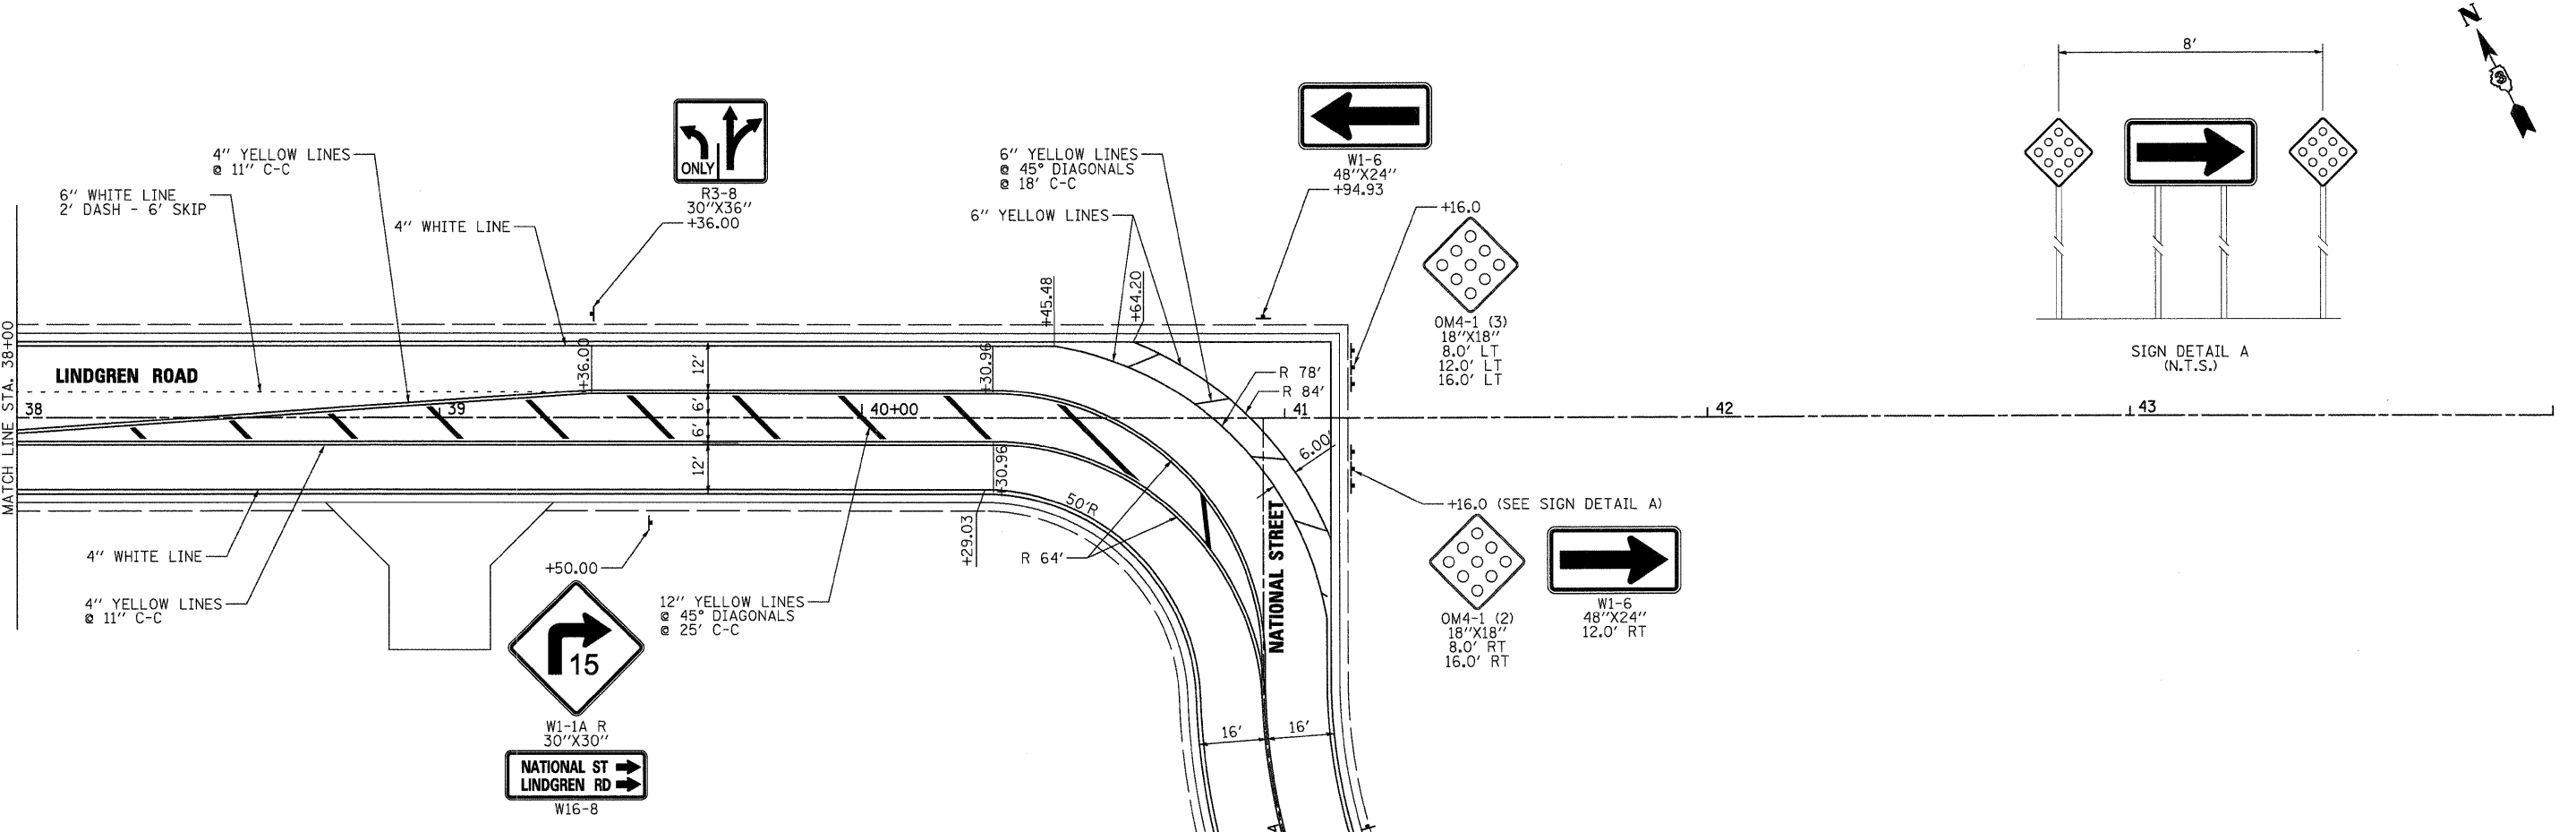 N
3
8'
SIGN DETAIL A
(N.T.S.)
ONLY
R3-8
30"X36"
+36.00
W1-6
48"X24"
+94.93
4" YELLOW LINES
@ 11" C-C
6" WHITE LINE
2' DASH - 6' SKIP
4" WHITE LINE
6" YELLOW LINES
@ 45° DIAGONALS
@ 18' C-C
6" YELLOW LINES
+16.0
OM4-1 (3)
18"X18"
8.0' LT
12.0' LT
16.0' LT
+45.48
+64.20
MATCH LINE STA. 38+00
LINDGREN ROAD
+36.00
12'
6'
6'
12'
+30.96
+30.96
R 78'
R 84'
38
39
40+00
41
42
43
6.00'
50'R
+29.03
R 64'
NATIONAL STREET
+16.0 (SEE SIGN DETAIL A)
OM4-1 (2)
18"X18"
8.0' RT
16.0' RT
W1-6
48"X24"
12.0' RT
4" WHITE LINE
4" YELLOW LINES
@ 11" C-C
+50.00
15
W1-1A R
30"X30"
NATIONAL ST
LINDGREN RD
W16-8
12" YELLOW LINES
@ 45° DIAGONALS
@ 25' C-C
16'
16'